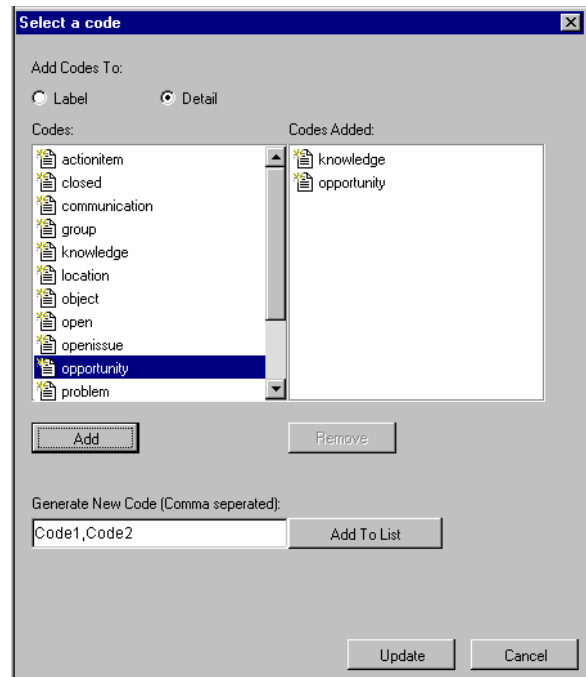 Select a code
Add Codes To:
Label Detail
Codes: Codes Added:
actionitem knowledge
closed opportunity
communication
group
knowledge
location
object
open
openissue
opportunity
problem
Add Remove
Generate New Code (Comma seperated):
Code1,Code2 Add To List
Update Cancel